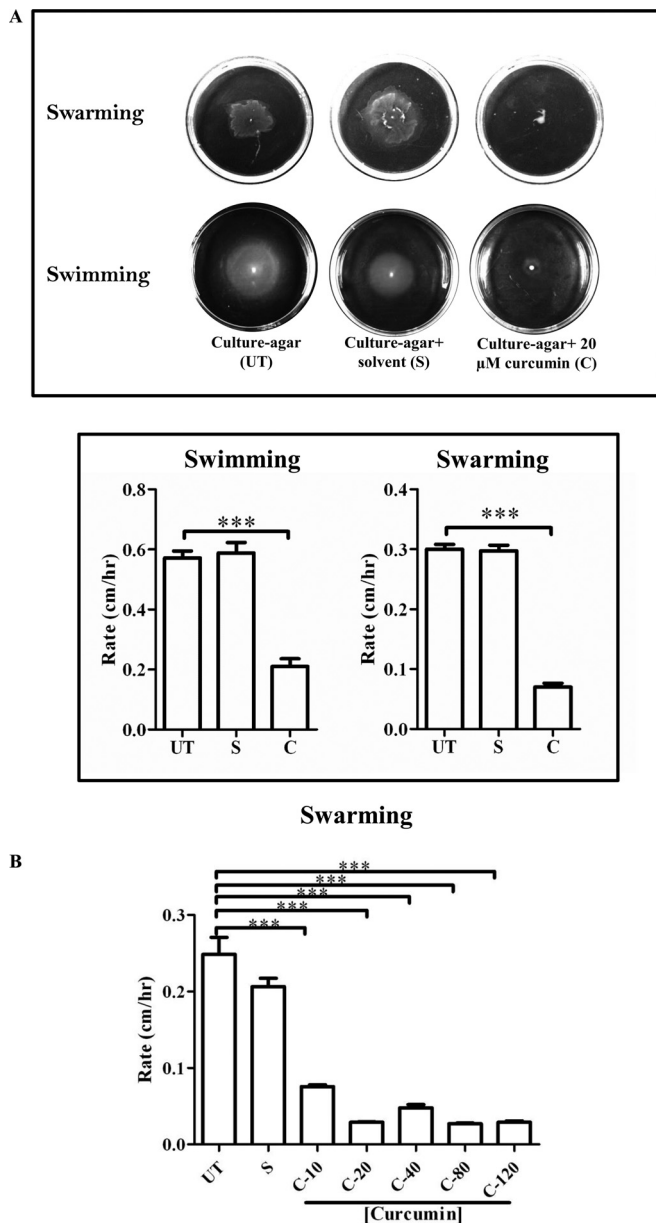 A
Swarming
Swimming
Culture-agar
(UT)
Culture-agar+
solvent (S)
Culture-agar+ 20
µM curcumin (C)
Swimming
Rate (cm/hr)
0.8
0.6
0.4
0.2
0.0
***
UT S C
Swarming
Rate (cm/hr)
0.4
0.3
0.2
0.1
0.0
***
UT S C
Swarming
B
***
***
***
***
***
Rate (cm/hr)
0.3
0.2
0.1
0.0
UT S C-10 C-20 C-40 C-80 C-120
[Curcumin]